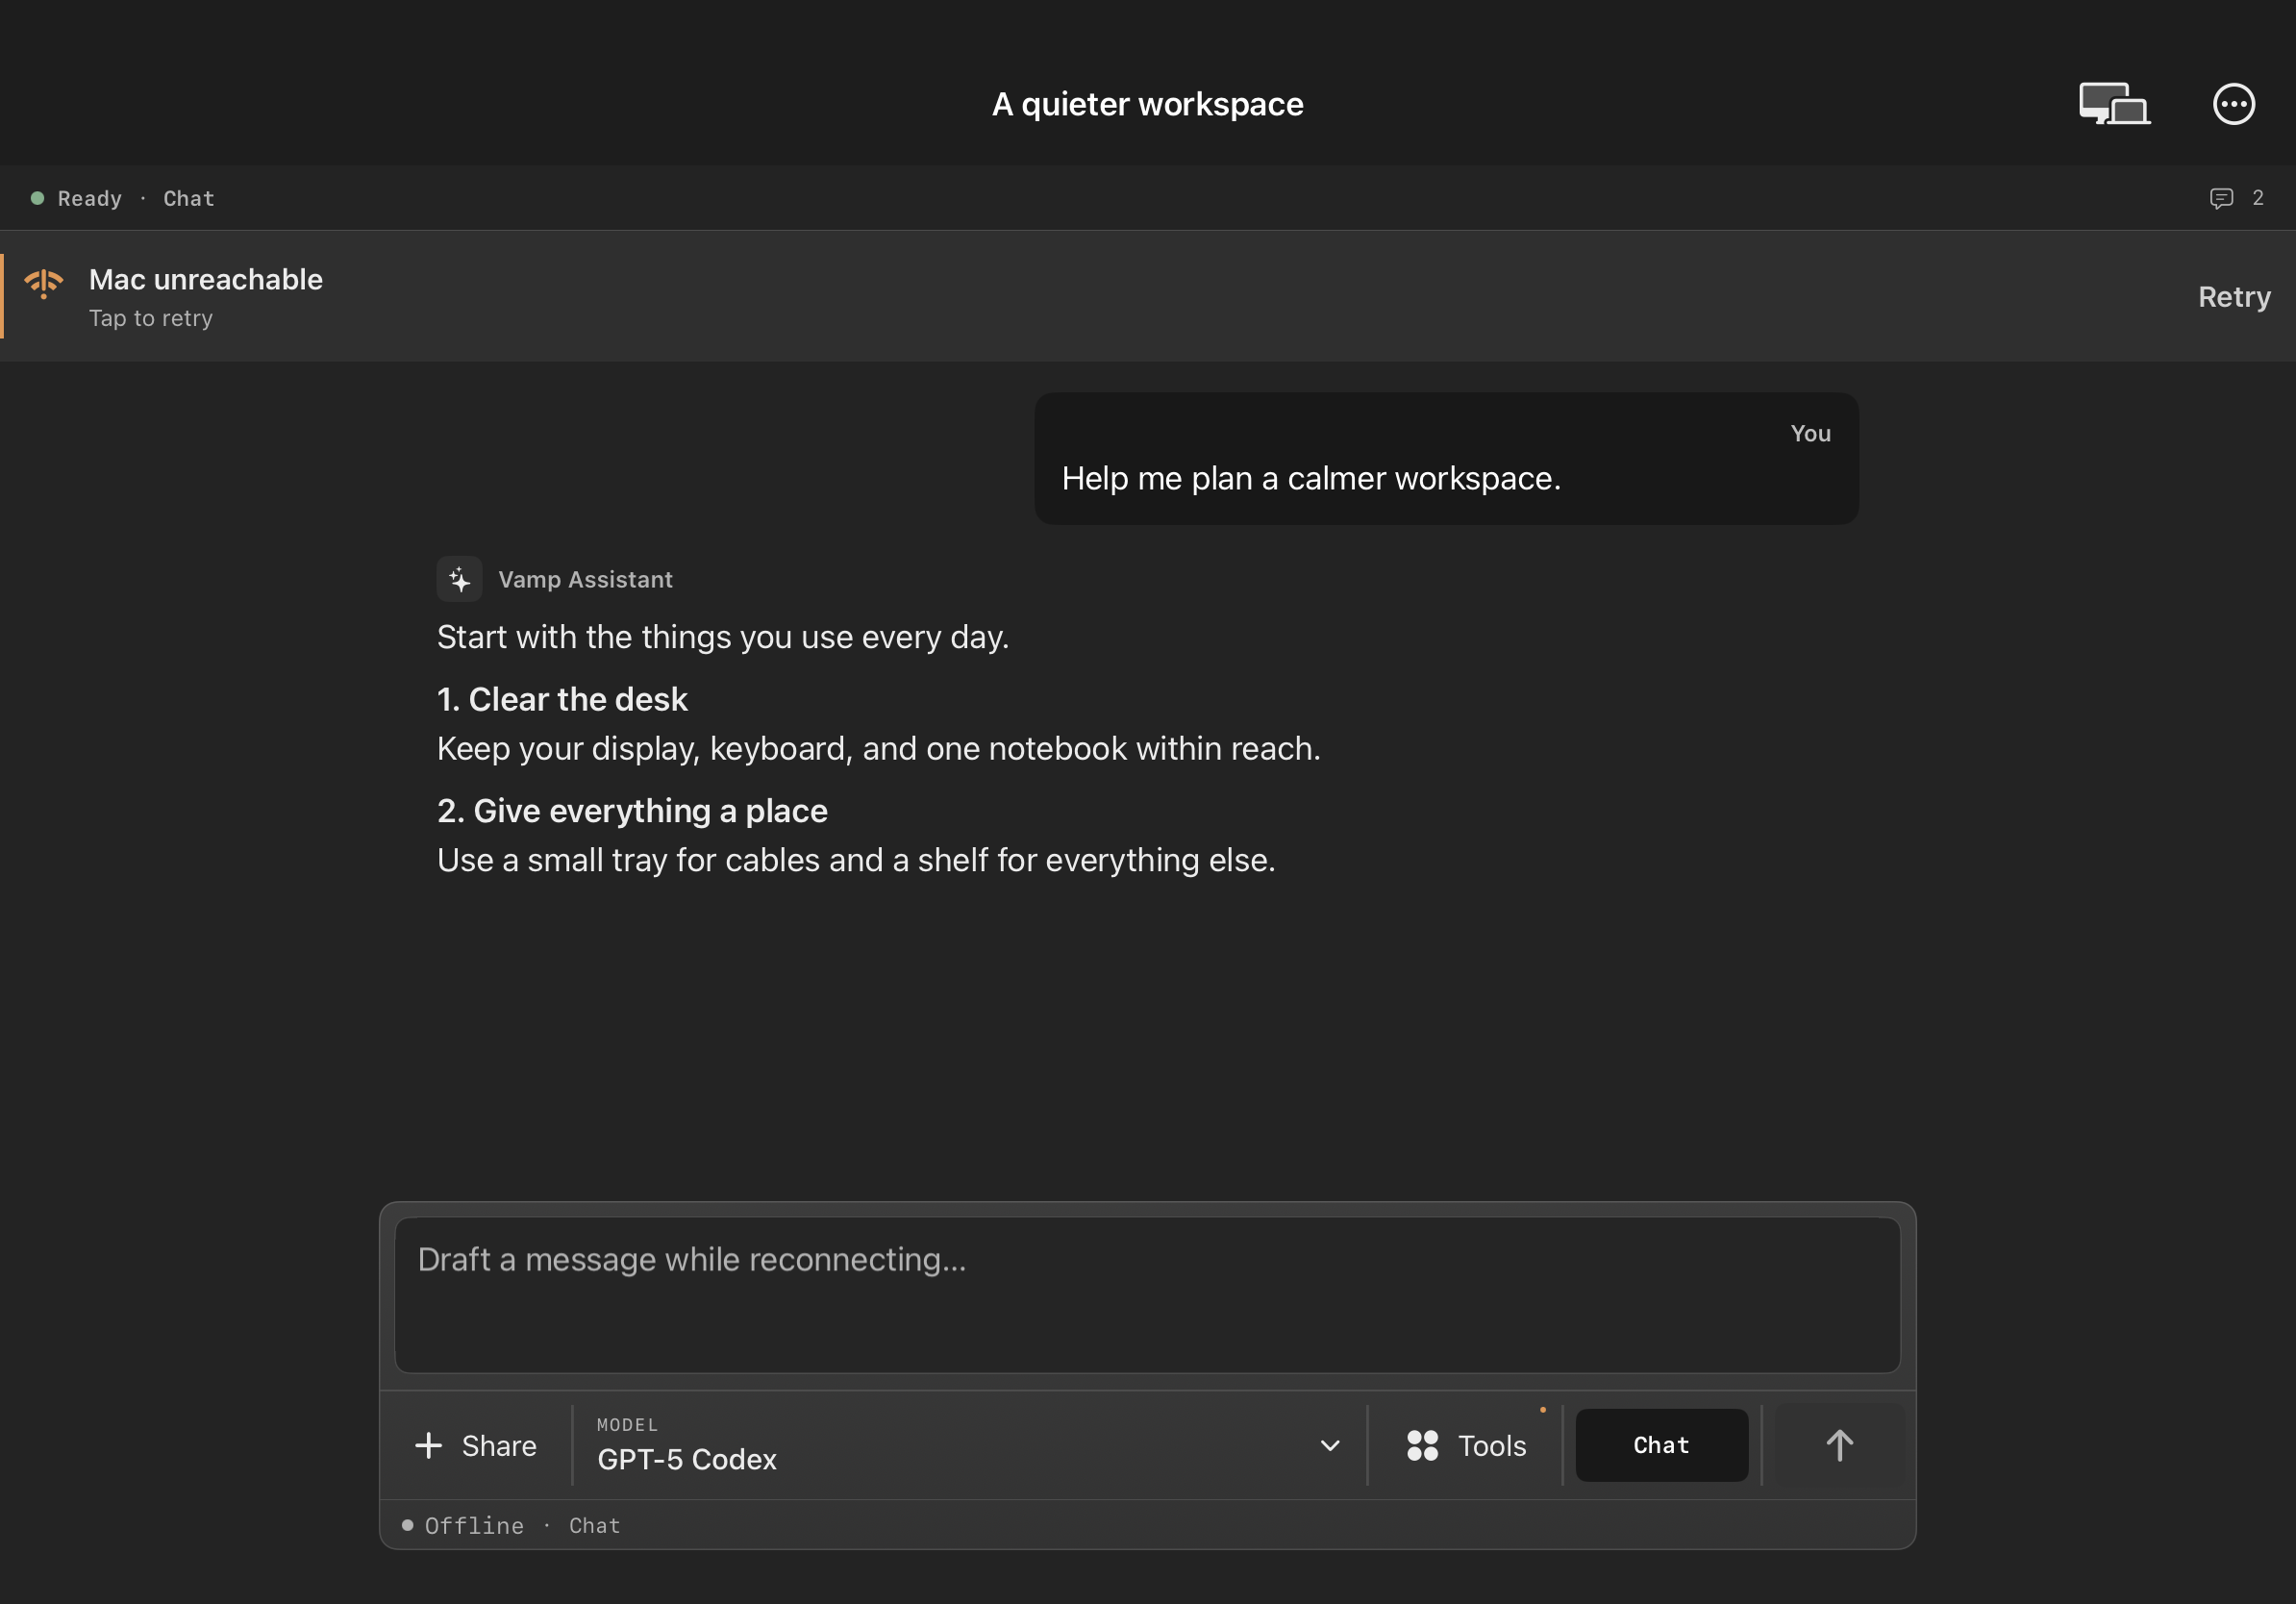 A quieter workspace
Ready · Chat
2
Mac unreachable
Tap to retry
Retry
You
Help me plan a calmer workspace.
Vamp Assistant
Start with the things you use every day.
1. Clear the desk
Keep your display, keyboard, and one notebook within reach.
2. Give everything a place
Use a small tray for cables and a shelf for everything else.
Draft a message while reconnecting...
Share
MODEL
GPT-5 Codex
Tools
Chat
Offline · Chat